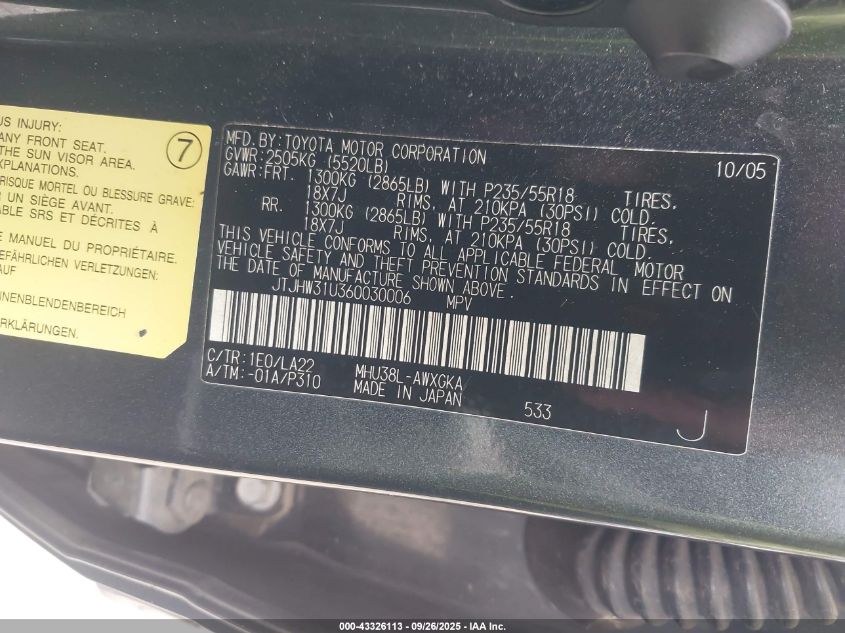 US INJURY:
ANY FRONT SEAT.
THE SUN VISOR AREA.
EXPLANATIONS.
7
RISQUE MORTEL OU BLESSURE GRAVE:
UN SIÈGE AVANT.
ABLE SRS ET DÉCRITES À
E MANUEL DU PROPRIÉTAIRE.
GEFÄHRLICHEN VERLETZUNGEN:
AUF
NNENBLENDENBEREICH
ERKLÄRUNGEN.
MFD.BY:TOYOTA MOTOR CORPORATION 10/05
GVWR:2505KG (5520LB)
GAWR:FRT. 1300KG (2865LB) WITH P235/55R18 TIRES,
18X7J RIMS, AT 210KPA (30PSI) COLD.
RR. 1300KG (2865LB) WITH P235/55R18 TIRES,
18X7J RIMS, AT 210KPA (30PSI) COLD.
THIS VEHICLE CONFORMS TO ALL APPLICABLE FEDERAL MOTOR
VEHICLE SAFETY AND THEFT PREVENTION STANDARDS IN EFFECT ON
THE DATE OF MANUFACTURE SHOWN ABOVE.
JTJHW31U360030006 MPV
C/TR:1E0/LA22 MHU38L-AWXGKA
A/TM:-01A/P310 MADE IN JAPAN 533 J
000-43326113 - 09/26/2025 - IAA Inc.